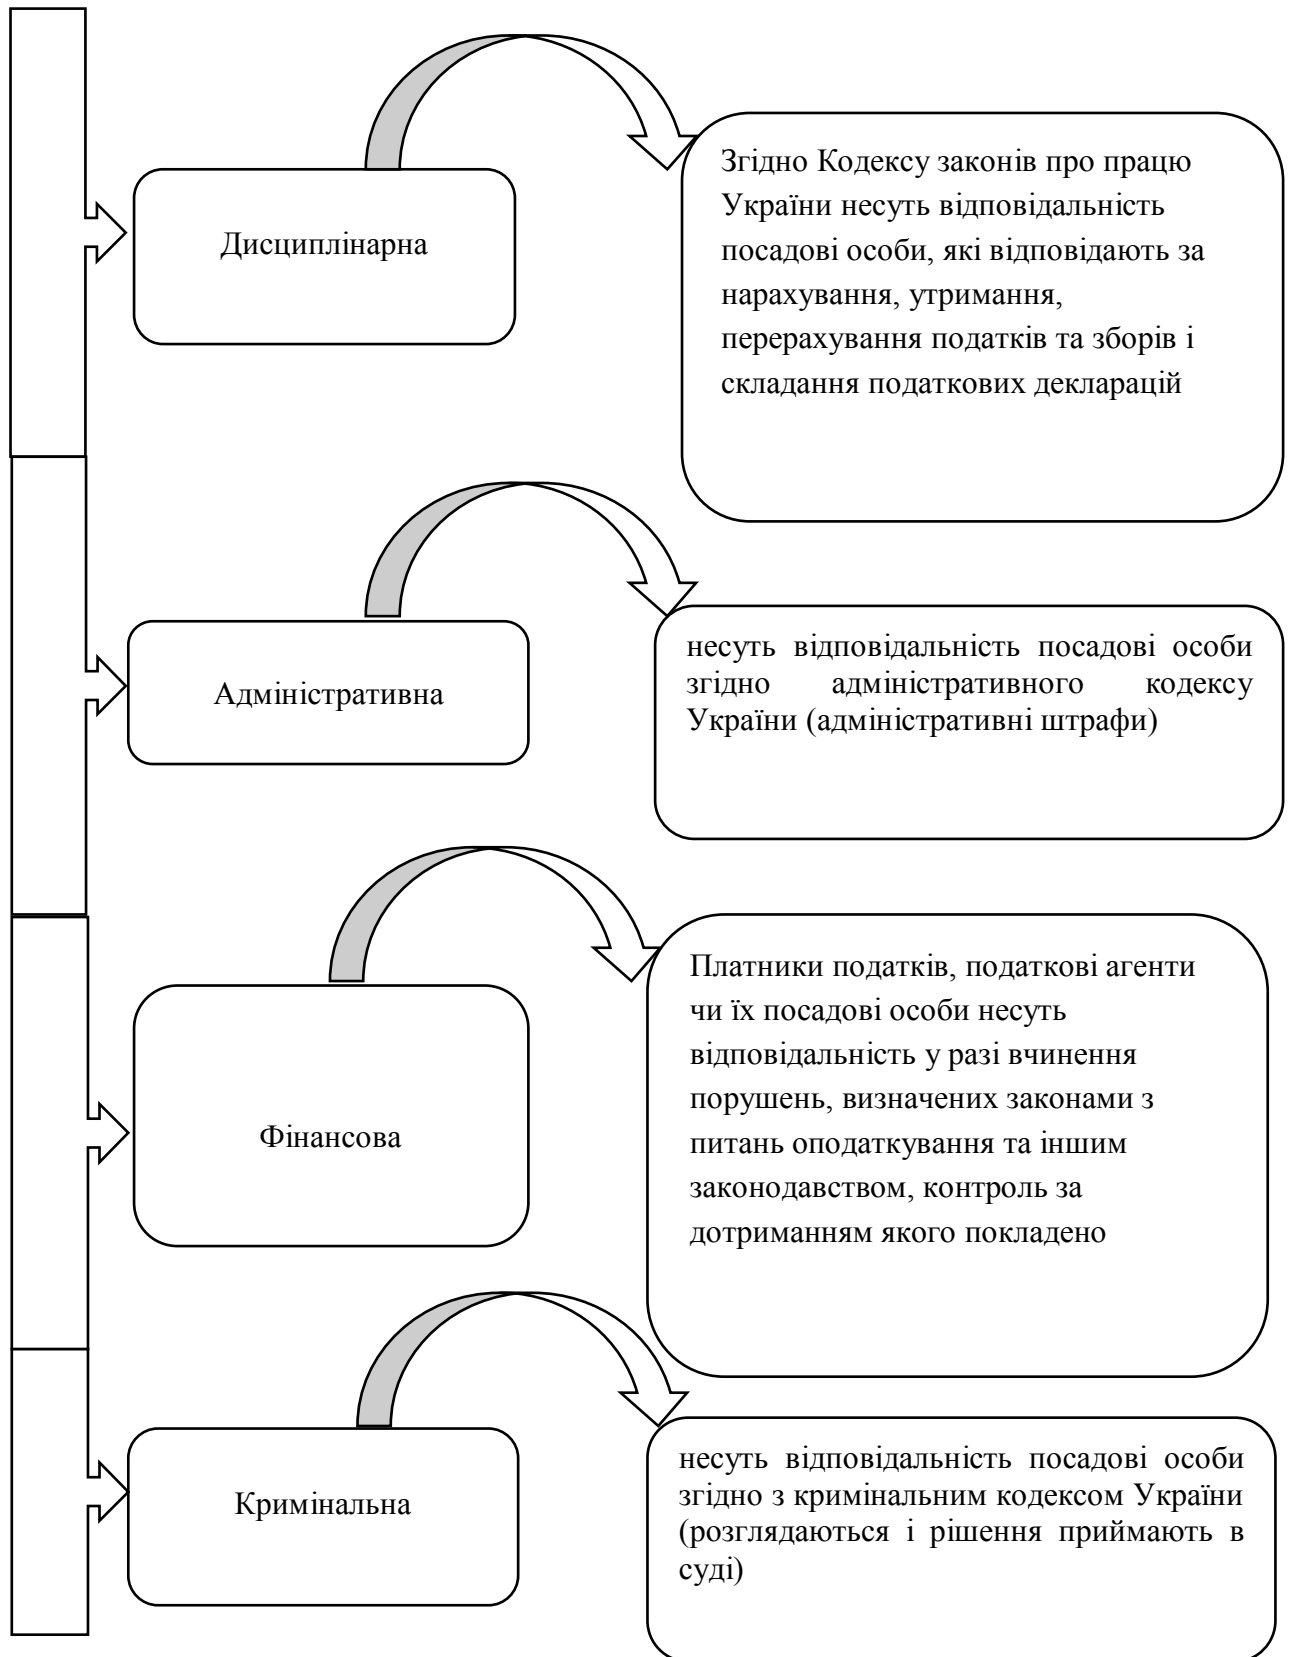 Дисциплінарна
Згідно Кодексу законів про працю
України несуть відповідальність
посадові особи, які відповідають за
нарахування, утримання,
перерахування податків та зборів і
складання податкових декларацій
Адміністративна
несуть відповідальність посадові особи
згідно адміністративного кодексу
України (адміністративні штрафи)
Фінансова
Платники податків, податкові агенти
чи їх посадові особи несуть
відповідальність у разі вчинення
порушень, визначених законами з
питань оподаткування та іншим
законодавством, контроль за
дотриманням якого покладено
Кримінальна
несуть відповідальність посадові особи
згідно з кримінальним кодексом України
(розглядаються і рішення приймають в
суді)